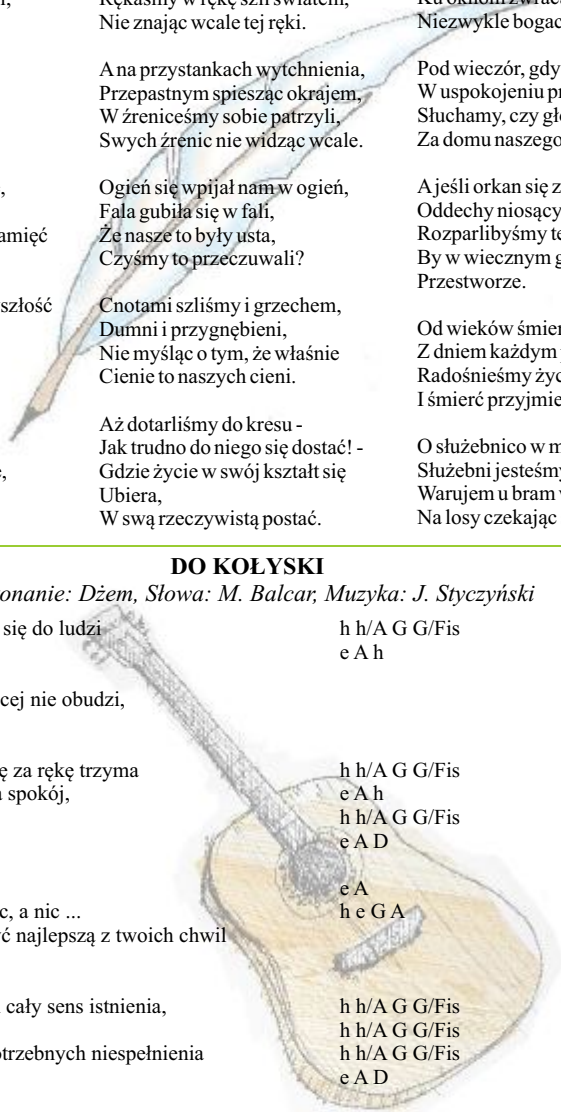 Rękaśmy w rękę szli światem,
Nie znając wcale tej ręki.
A na przystankach wytchnienia,
Przepastnym spiesząc okrajem,
W źreniceśmy sobie patrzyli,
Swych źrenic nie widząc wcale.
Ogień się wpijał nam w ogień,
Fala gubiła się w fali,
Że nasze to były usta,
Czyśmy to przeczuwali?
Cnotami szliśmy i grzechem,
Dumni i przygnębieni,
Nie myśląc o tym, że właśnie
Cienie to naszych cieni.
Aż dotarliśmy do kresu -
Jak trudno do niego się dostać! -
Gdzie życie w swój kształt się
Ubiera,
W swą rzeczywistą postać.
amięć
szłość
Niezwykle bogac
Pod wieczór, gdy
W uspokojeniu pr
Słuchamy, czy gł
Za domu naszego
A jeśli orkan się z
Oddechy niosący
Rozparlibyśmy te
By w wiecznym g
Przestworze.
Od wieków śmier
Z dniem każdym
Radośnieśmy życ
I śmierć przyjmie
O służebnico w m
Służebni jesteśmy
Warujem u bram w
Na losy czekając
DO KOŁYSKI
onanie: Dżem, Słowa: M. Balcar, Muzyka: J. Styczyński
się do ludzi h h/A G G/Fis
e A h
cej nie obudzi,
ę za rękę trzyma h h/A G G/Fis
spokój, e A h
h h/A G G/Fis
e A D
e A
c, a nic ... h e G A
ć najlepszą z twoich chwil
cały sens istnienia, h h/A G G/Fis
h h/A G G/Fis
otrzebnych niespełnienia h h/A G G/Fis
e A D